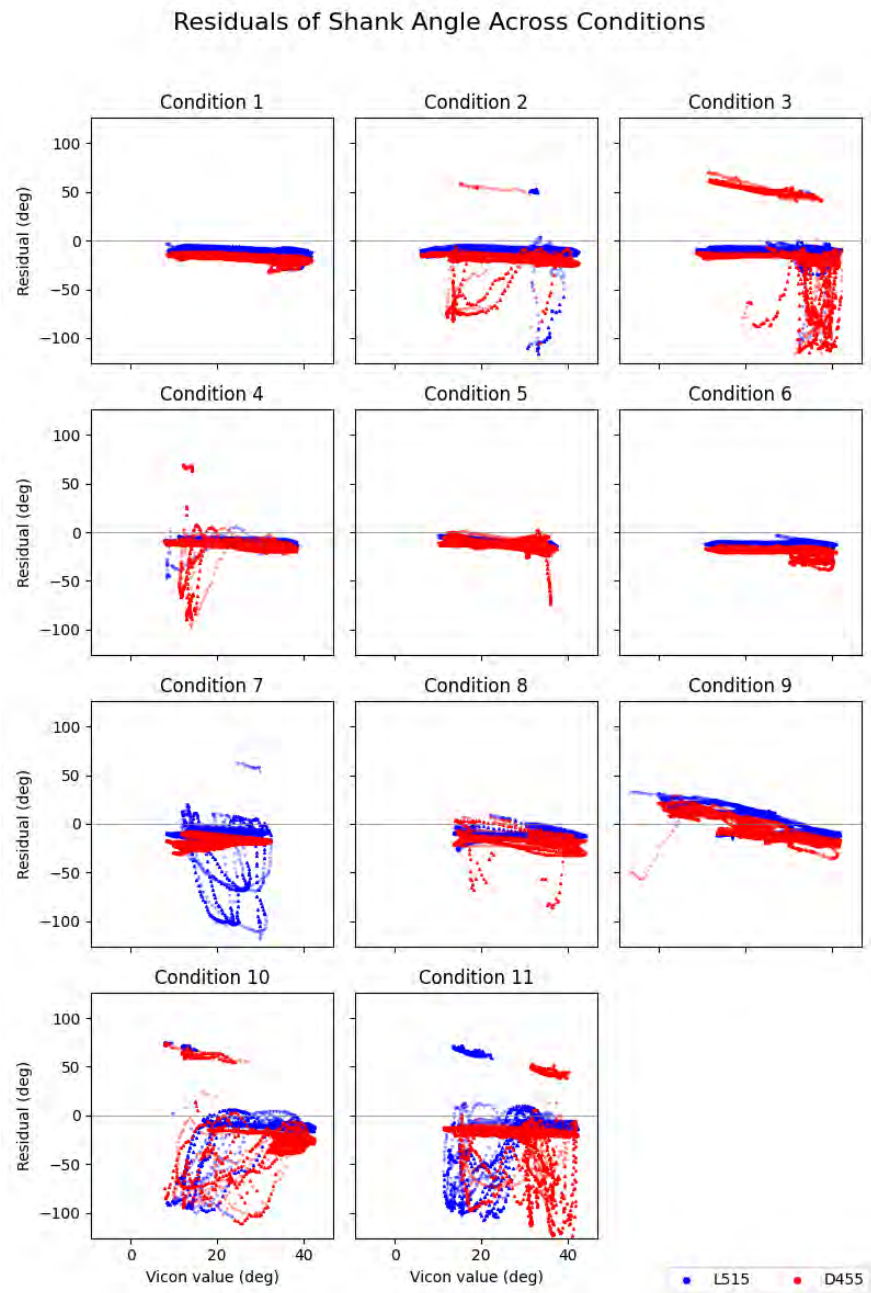 Residuals of Shank Angle Across Conditions
Condition 1 Condition 2 Condition 3
100
50
0
−50
−100
Residual (deg)
Condition 4 Condition 5 Condition 6
100
50
0
−50
−100
Residual (deg)
Condition 7 Condition 8 Condition 9
100
50
0
−50
−100
Residual (deg)
Condition 10 Condition 11
100
50
0
−50
−100
Residual (deg)
0 20 40 0 20 40
Vicon value (deg) Vicon value (deg)
L515 D455